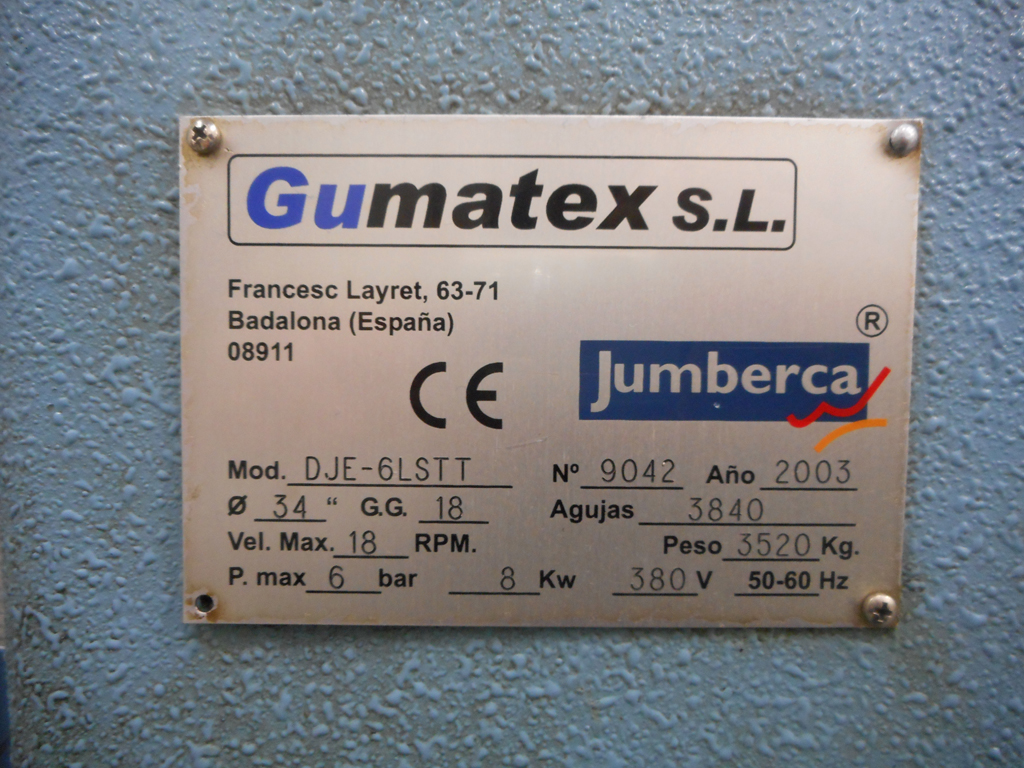 Gumatex S.L.
Francesc Layret, 63-71
Badalona (España)
08911
CE
Jumberca ®
Mod. DJE-6LSTT Nº 9042 Año 2003
Ø 34 “ G.G. 18 Agujas 3840
Vel. Max. 18 RPM. Peso 3520 Kg.
P. max 6 bar 8 Kw 380 V 50-60 Hz